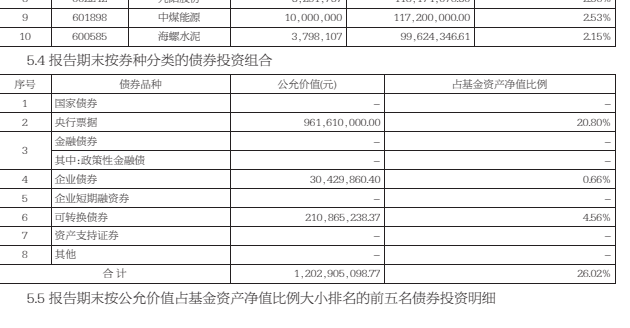 9 601898 中煤能源 10,000,000 117,200,000.00 2.53%
10 600585 海螺水泥 3,798,107 99,624,346.61 2.15%
5.4 报告期末按券种分类的债券投资组合
序号 债券品种 公允价值(元) 占基金资产净值比例
1 国家债券 – –
2 央行票据 961,610,000.00 20.80%
3 金融债券 – –
其中:政策性金融债 – –
4 企业债券 30,429,860.40 0.66%
5 企业短期融资券 – –
6 可转换债券 210,865,238.37 4.56%
7 资产支持证券 – –
8 其他 – –
合 计 1,202,905,098.77 26.02%
5.5 报告期末按公允价值占基金资产净值比例大小排名的前五名债券投资明细